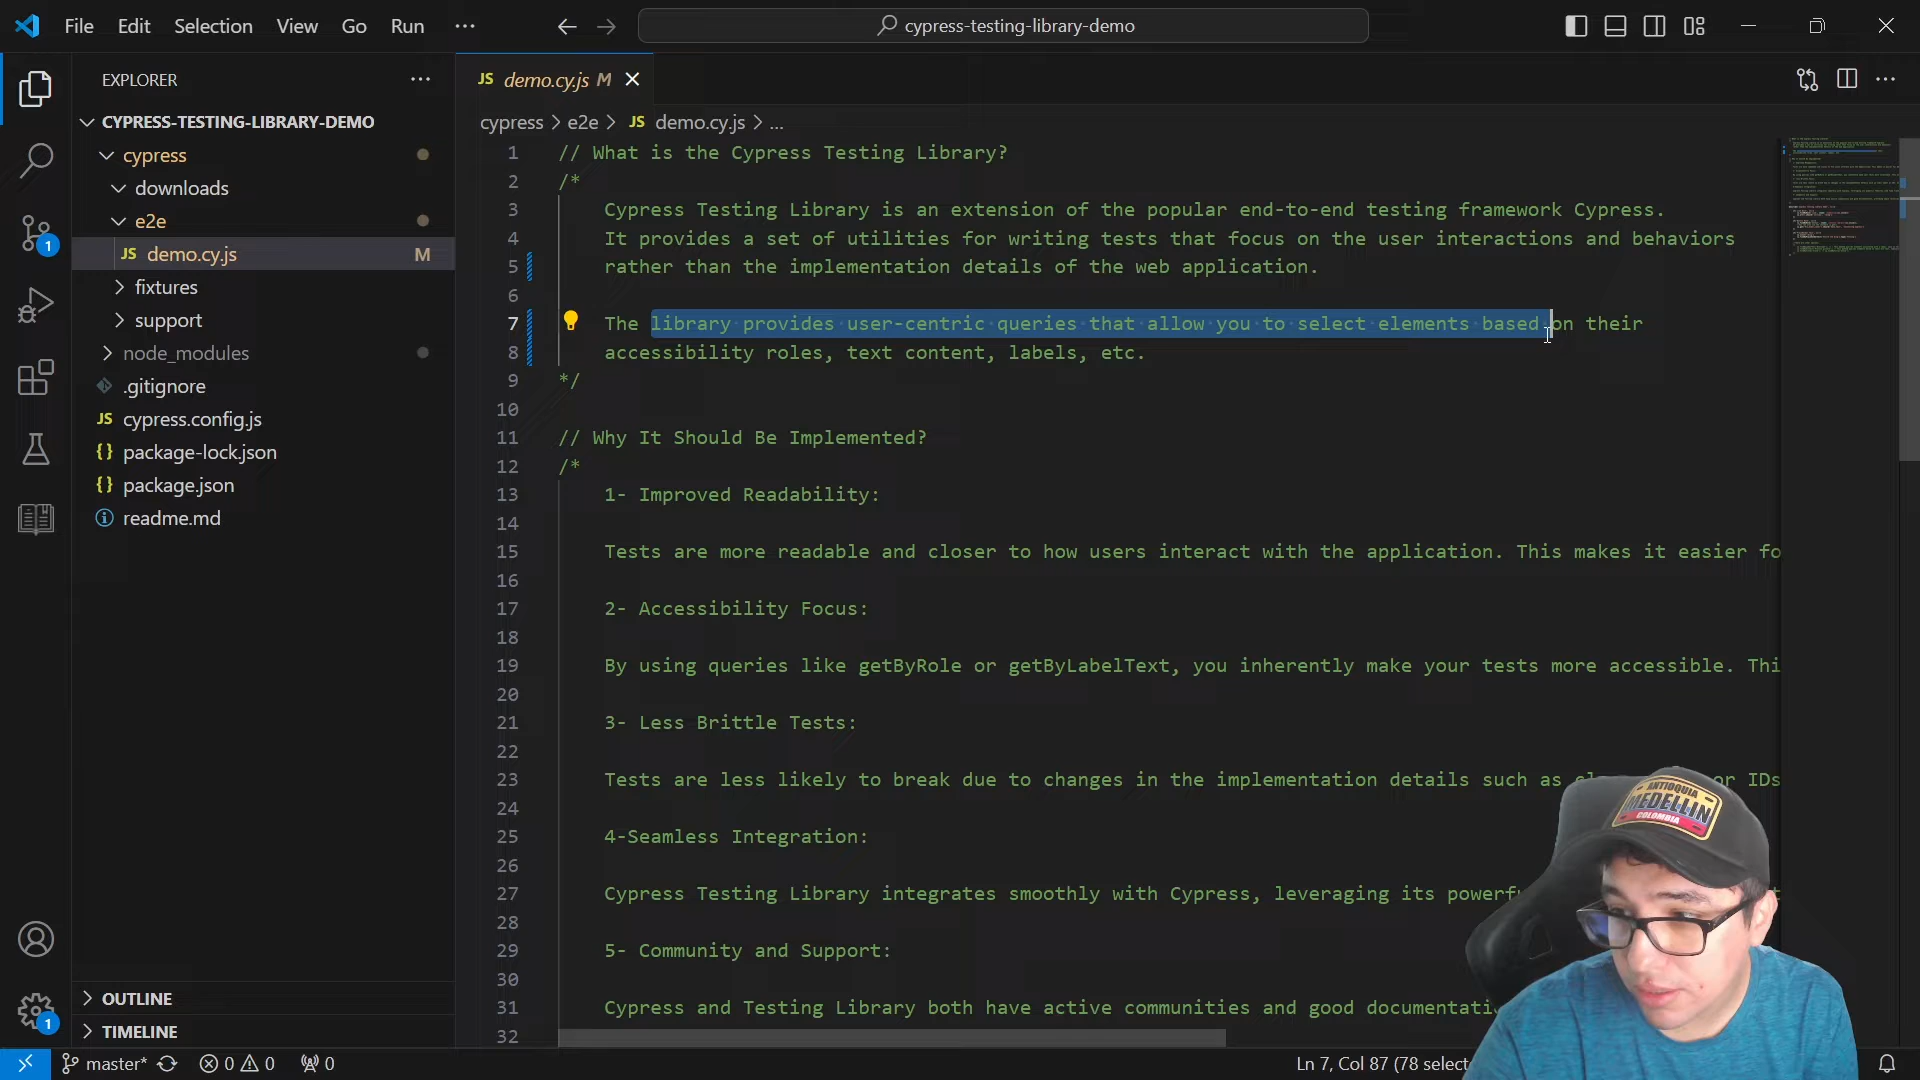 File Edit Selection View Go Run ...
cypress-testing-library-demo
EXPLORER ...
JS demo.cy.js M
CYPRESS-TESTING-LIBRARY-DEMO
cypress
downloads
e2e
JS demo.cy.js M
fixtures
support
node_modules
.gitignore
JS cypress.config.js
{} package-lock.json
{} package.json
readme.md
OUTLINE
TIMELINE
1
1
cypress > e2e > JS demo.cy.js > ...
1 // What is the Cypress Testing Library?
2 /*
3 Cypress Testing Library is an extension of the popular end-to-end testing framework Cypress.
4 It provides a set of utilities for writing tests that focus on the user interactions and behaviors
5 rather than the implementation details of the web application.
6
7 The library provides user-centric queries that allow you to select elements based on their
8 accessibility roles, text content, labels, etc.
9 */
10
11 // Why It Should Be Implemented?
12 /*
13 1- Improved Readability:
14
15 Tests are more readable and closer to how users interact with the application. This makes it easier fo
16
17 2- Accessibility Focus:
18
19 By using queries like getByRole or getByLabelText, you inherently make your tests more accessible. Thi
20
21 3- Less Brittle Tests:
22
23 Tests are less likely to break due to changes in the implementation details such as or IDs
24
25 4-Seamless Integration:
26
27 Cypress Testing Library integrates smoothly with Cypress, leveraging its powerf
28
29 5- Community and Support:
30
31 Cypress and Testing Library both have active communities and good documentati
32
ANTIOQUIA
MEDELLIN
COLOMBIA
master* 0 0 0
Ln 7, Col 87 (78 select